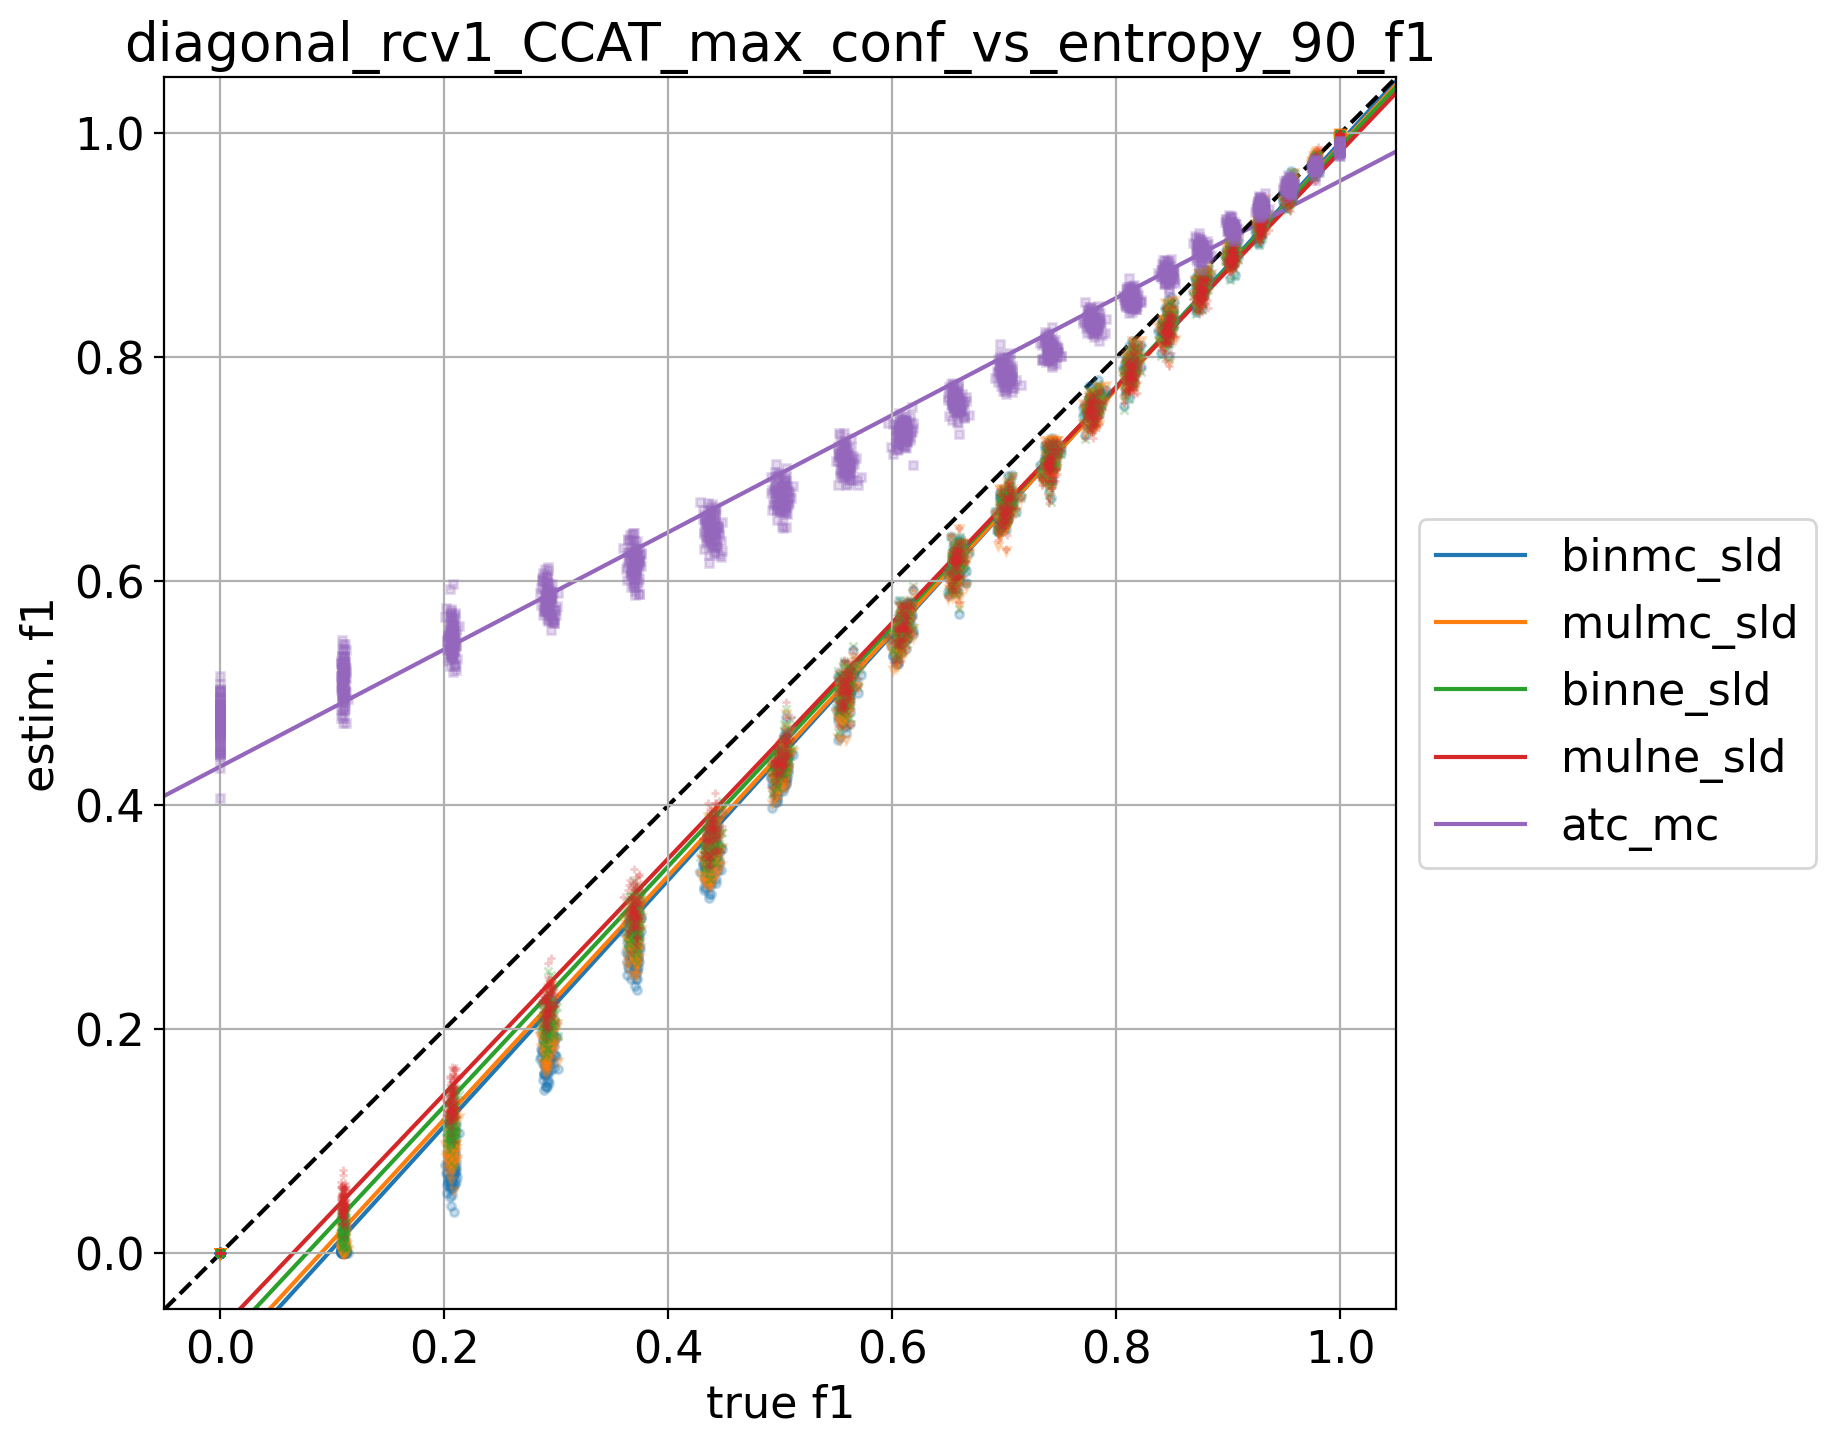 diagonal_rcv1_CCAT_max_conf_vs_entropy_90_f1
1.0
0.8
0.6
0.4
0.2
0.0
estim. f1
0.0 0.2 0.4 0.6 0.8 1.0
true f1
binmc_sld
mulmc_sld
binne_sld
mulne_sld
atc_mc